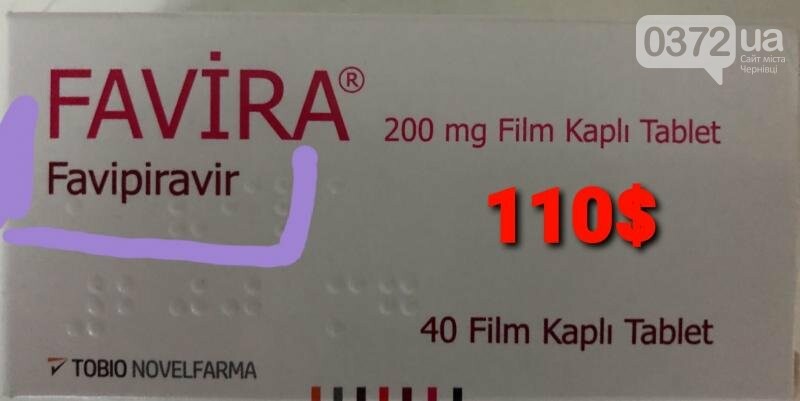 0372ua
Сайт міста
Чернівці
FAVİRA®
200 mg Film Kaplı Tablet
Favipiravir
110$
40 Film Kaplı Tablet
TOBIO NOVELFARMA